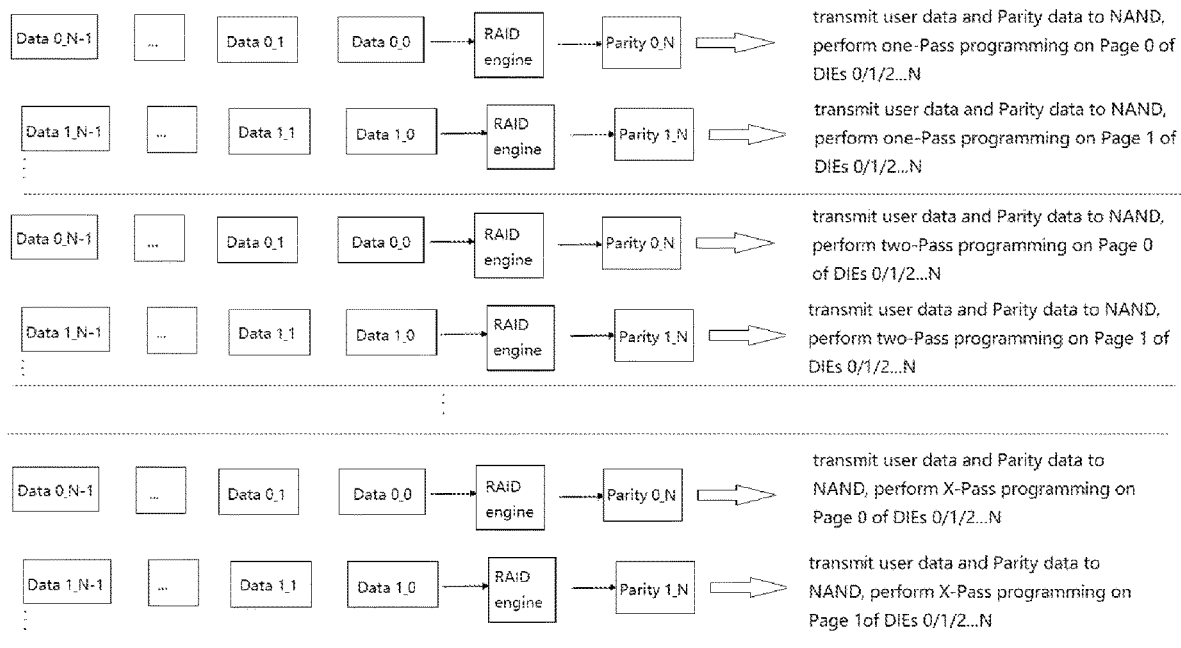 Data 0_N-1
...
Data 0_1
Data 0_0
RAID
engine
Parity 0_N
transmit user data and Parity data to NAND,
perform one-Pass programming on Page 0 of
DIEs 0/1/2...N
Data 1_N-1
...
Data 1_1
Data 1_0
RAID
engine
Parity 1_N
transmit user data and Parity data to NAND,
perform one-Pass programming on Page 1 of
DIEs 0/1/2...N
Data 0_N-1
...
Data 0_1
Data 0_0
RAID
engine
Parity 0_N
transmit user data and Parity data to NAND,
perform two-Pass programming on Page 0
of DIEs 0/1/2...N
Data 1_N-1
...
Data 1_1
Data 1_0
RAID
engine
Parity 1_N
transmit user data and Parity data to NAND,
perform two-Pass programming on Page 1 of
DIEs 0/1/2...N
Data 0_N-1
...
Data 0_1
Data 0_0
RAID
engine
Parity 0_N
transmit user data and Parity data to
NAND, perform X-Pass programming on
Page 0 of DIEs 0/1/2...N
Data 1_N-1
...
Data 1_1
Data 1_0
RAID
engine
Parity 1_N
transmit user data and Parity data to
NAND, perform X-Pass programming on
Page 1of DIEs 0/1/2...N